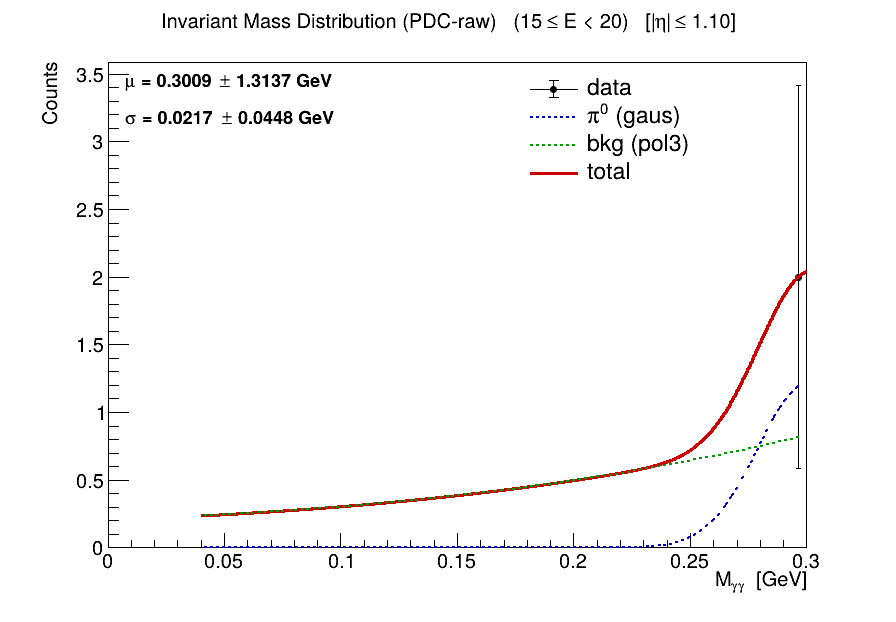 Invariant Mass Distribution (PDC-raw) (15 ≤ E < 20) [|η| ≤ 1.10]
Counts
3.5
3
2.5
2
1.5
1
0.5
0
μ = 0.3009 ± 1.3137 GeV
σ = 0.0217 ± 0.0448 GeV
data
π⁰ (gaus)
bkg (pol3)
total
0 0.05 0.1 0.15 0.2 0.25 0.3
Mγγ [GeV]